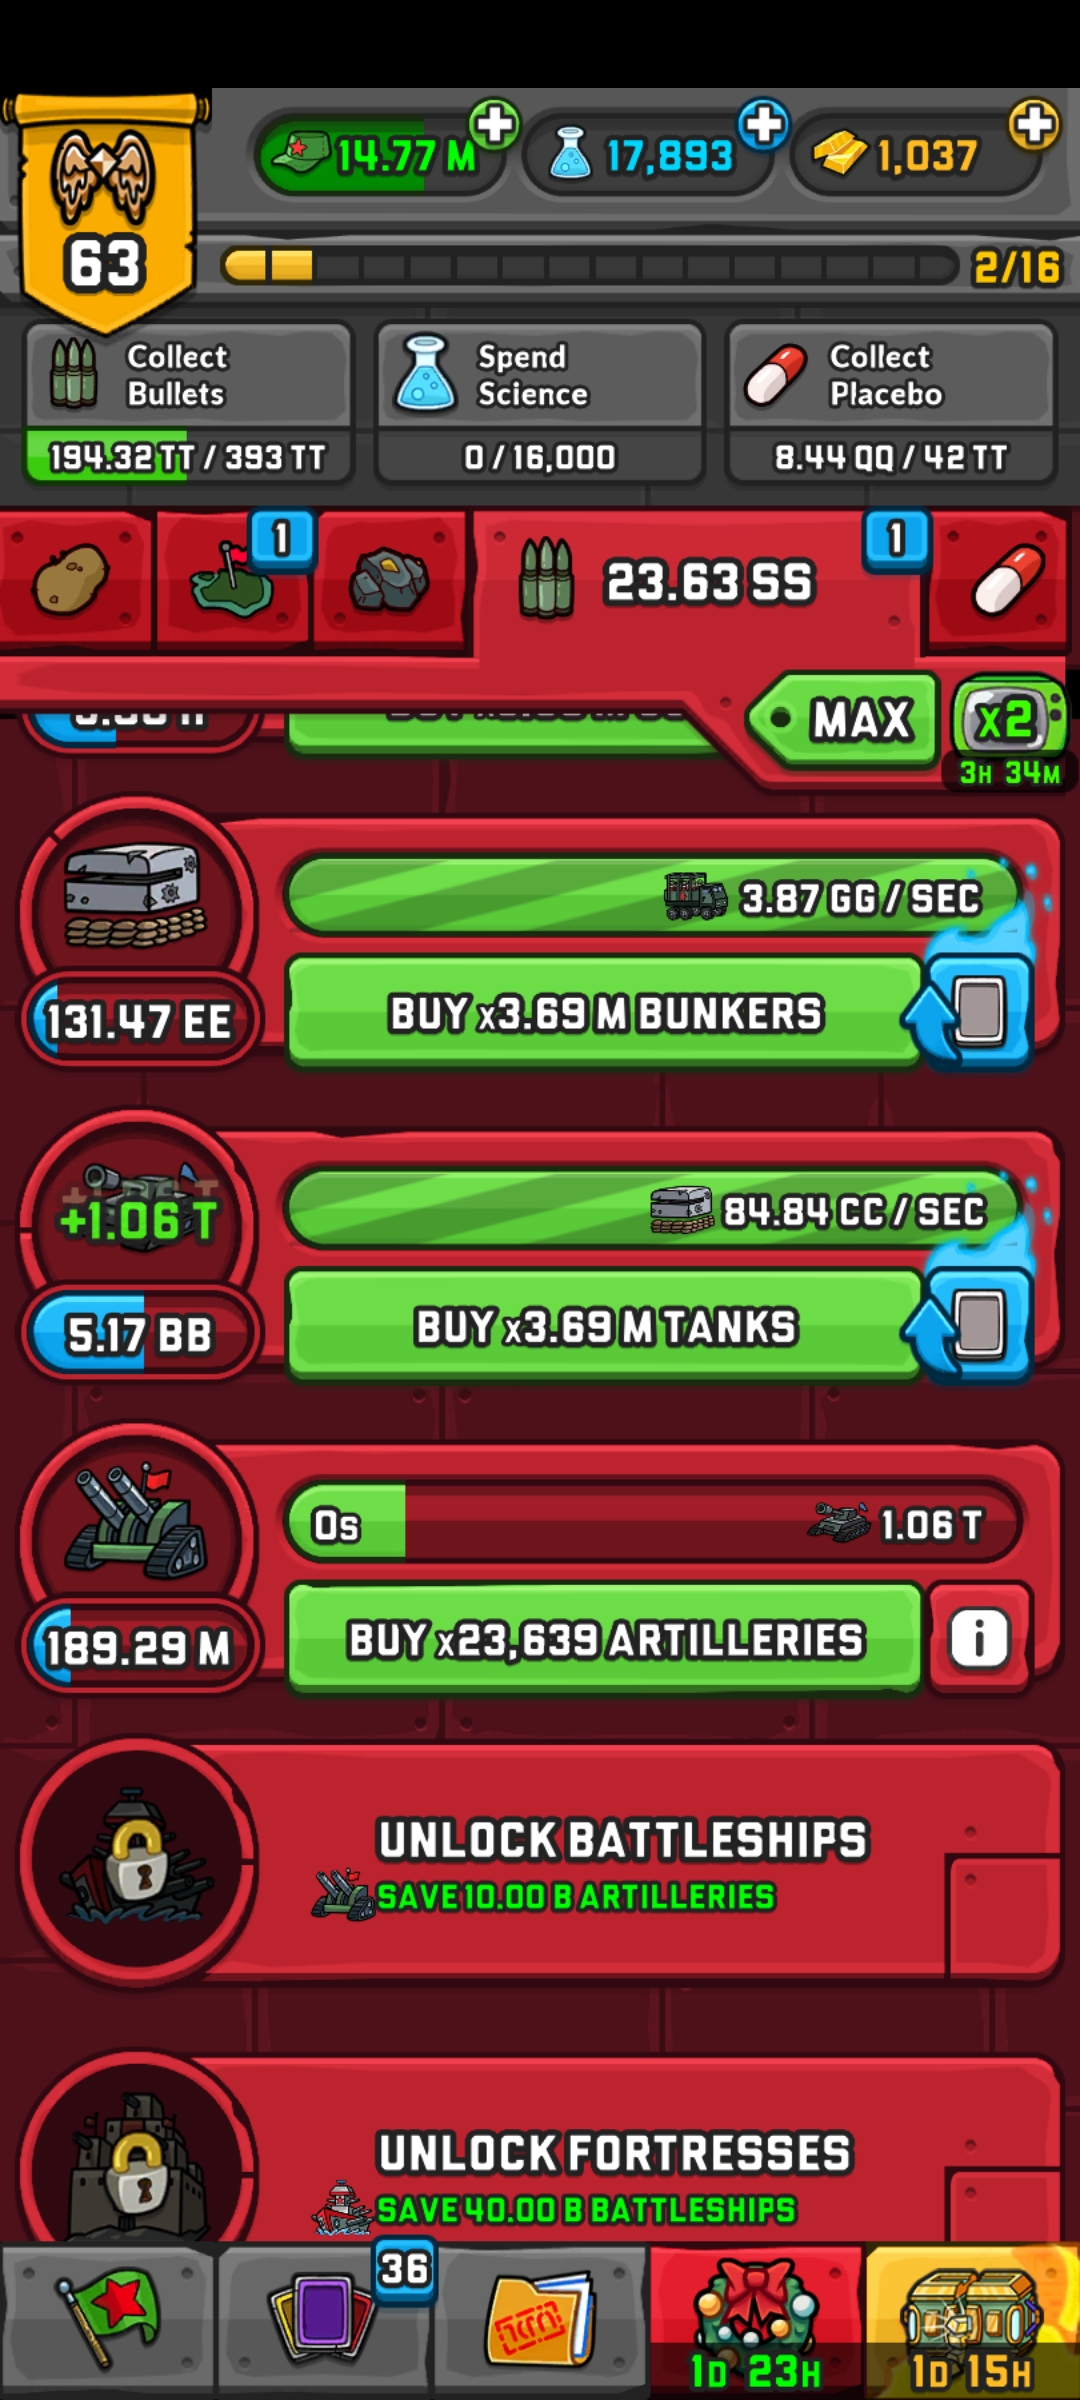 14.77 M
17,893
1,037
63
2/16
Collect
Bullets
194.32 TT / 393 TT
Spend
Science
0 / 16,000
Collect
Placebo
8.44 QQ / 42 TT
1
23.63 SS
1
MAX
x2
3H 34M
3.87 GG / SEC
131.47 EE
BUY x3.69 M BUNKERS
+1.06 T
84.84 CC / SEC
5.17 BB
BUY x3.69 M TANKS
0s
1.06 T
189.29 M
BUY x23,639 ARTILLERIES
i
UNLOCK BATTLESHIPS
SAVE 10.00 B ARTILLERIES
UNLOCK FORTRESSES
SAVE 40.00 B BATTLESHIPS
36
1D 23H
1D 15H